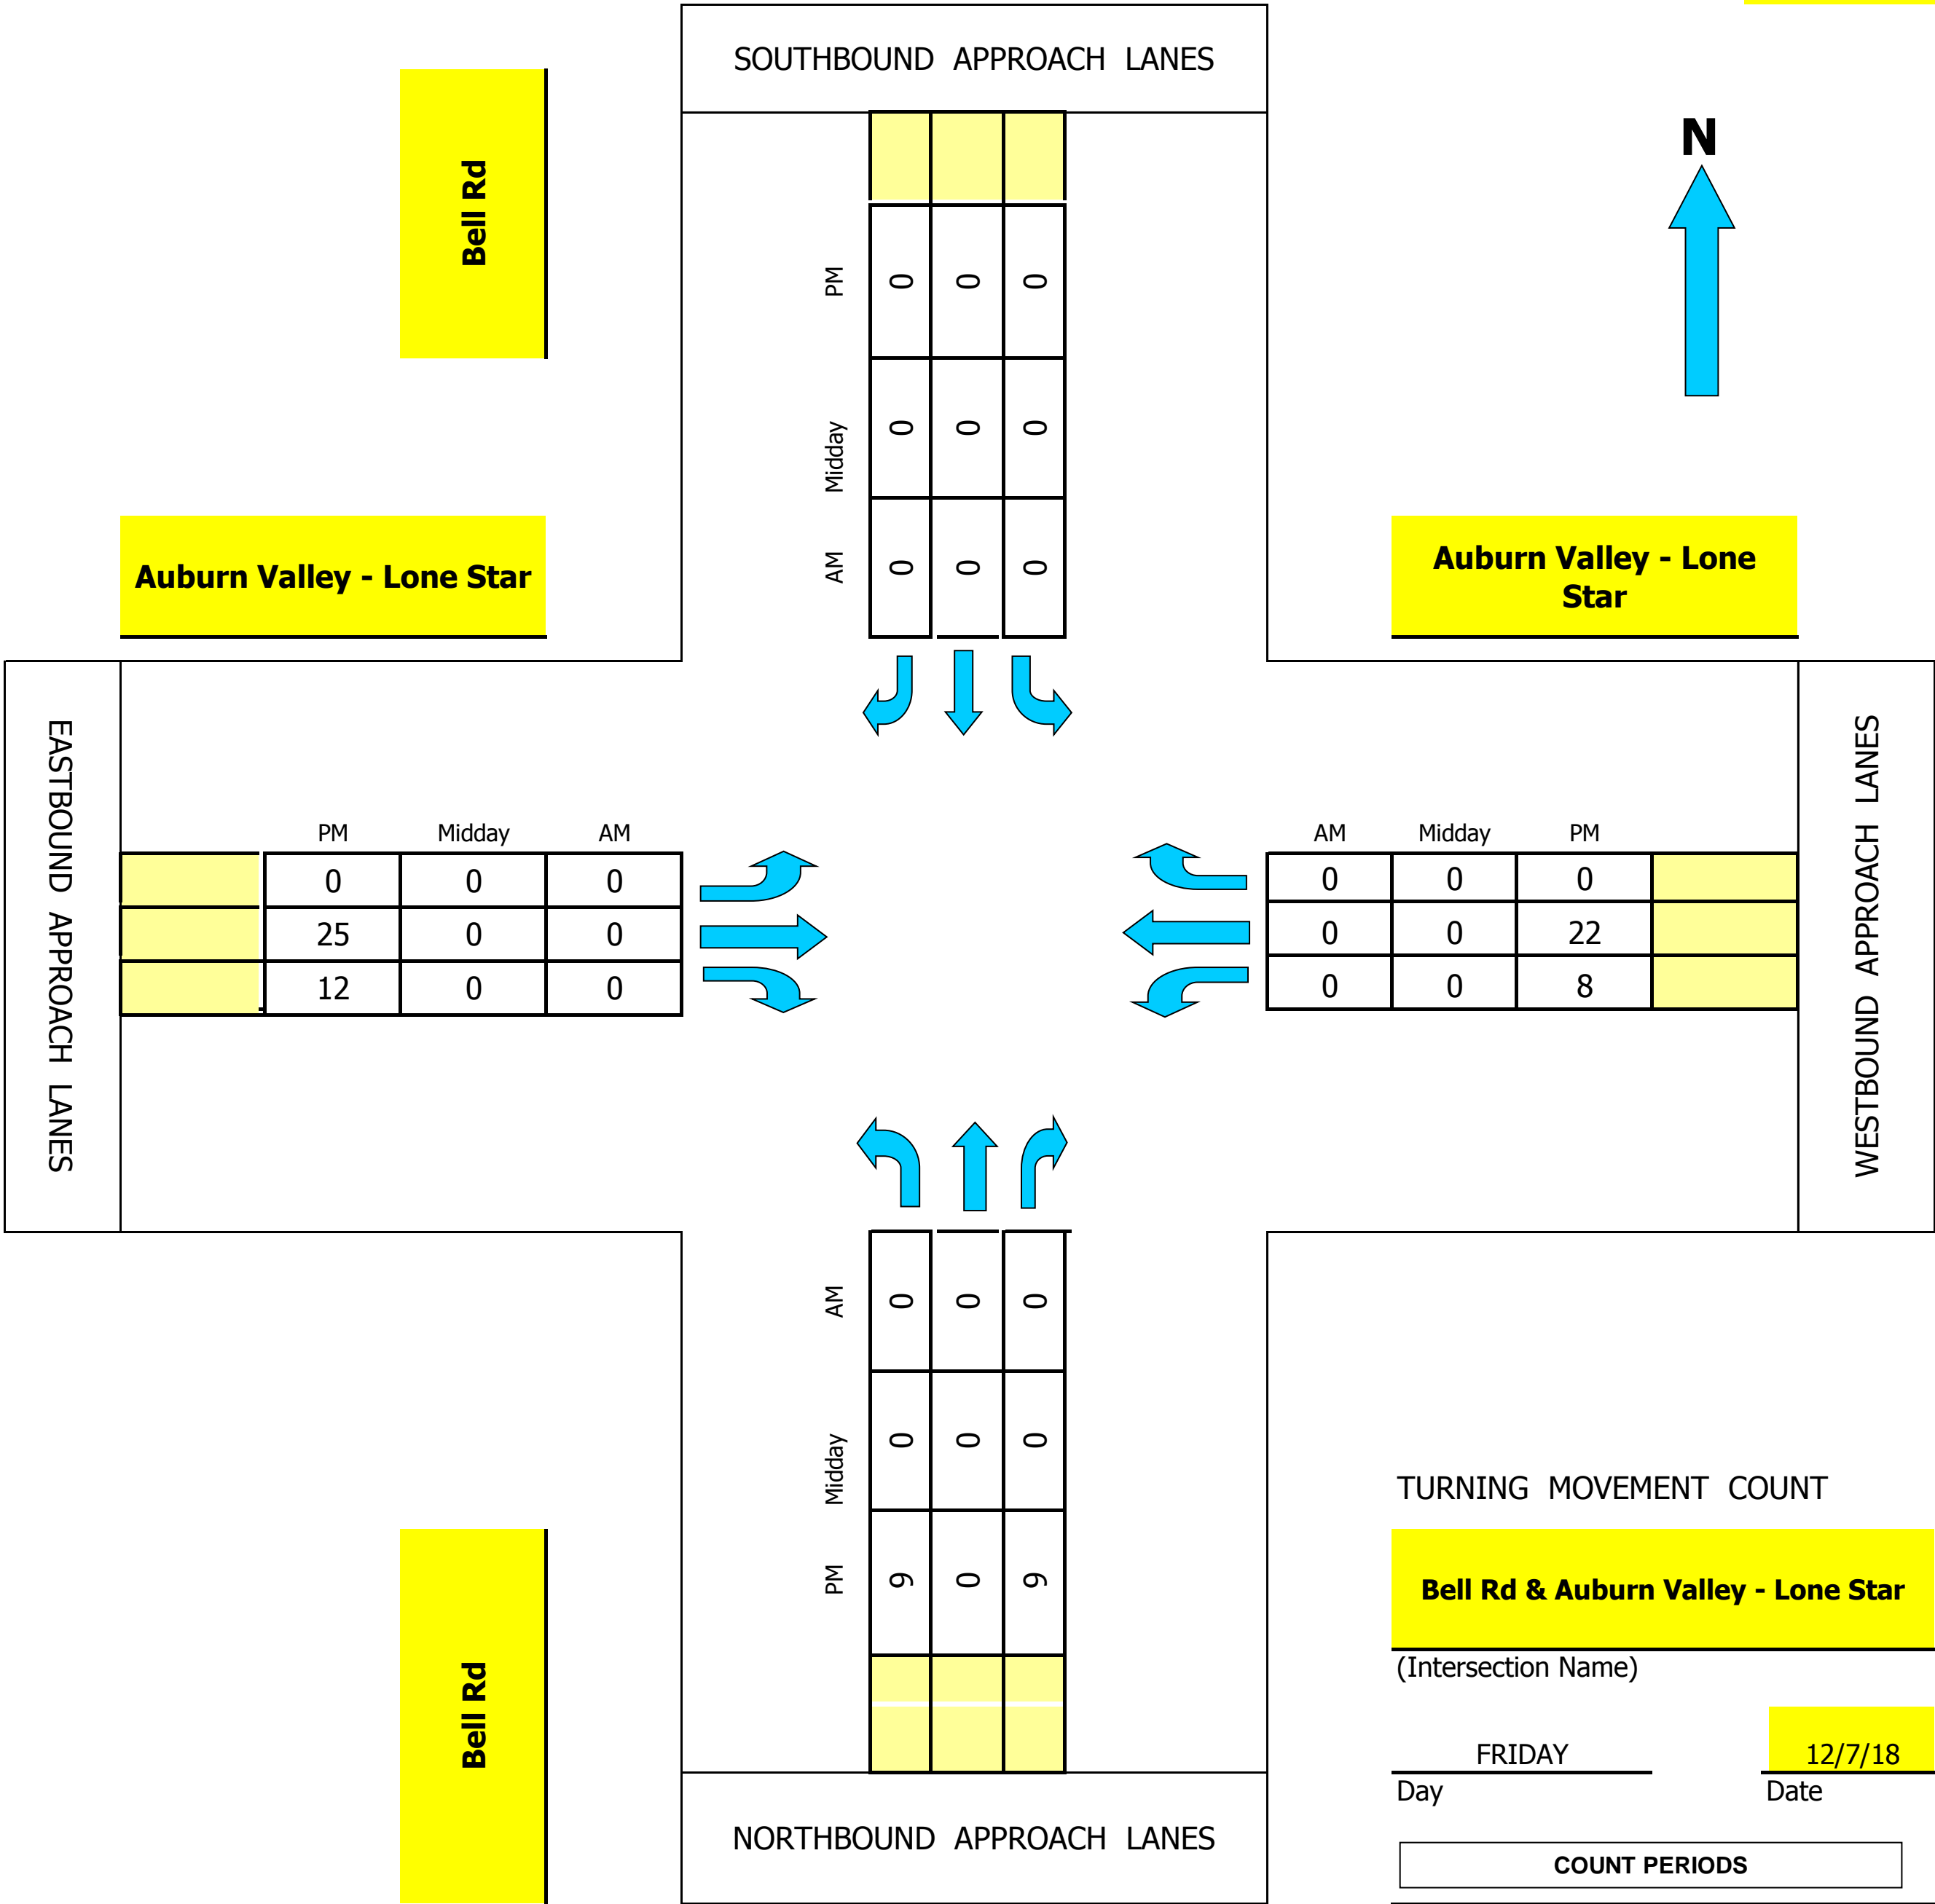 SOUTHBOUND APPROACH LANES
N
Bell Rd
PM 0 0 0
Midday 0 0 0
AM 0 0 0
Auburn Valley - Lone Star
Auburn Valley - Lone
Star
EASTBOUND APPROACH LANES
PM Midday AM
0 0 0
25 0 0
12 0 0
AM Midday PM
0 0 0
0 0 22
0 0 8
WESTBOUND APPROACH LANES
AM 0 0 0
Midday 0 0 0
PM 9 0 9
Bell Rd
NORTHBOUND APPROACH LANES
TURNING MOVEMENT COUNT
Bell Rd & Auburn Valley - Lone Star
(Intersection Name)
FRIDAY 12/7/18
Day Date
COUNT PERIODS